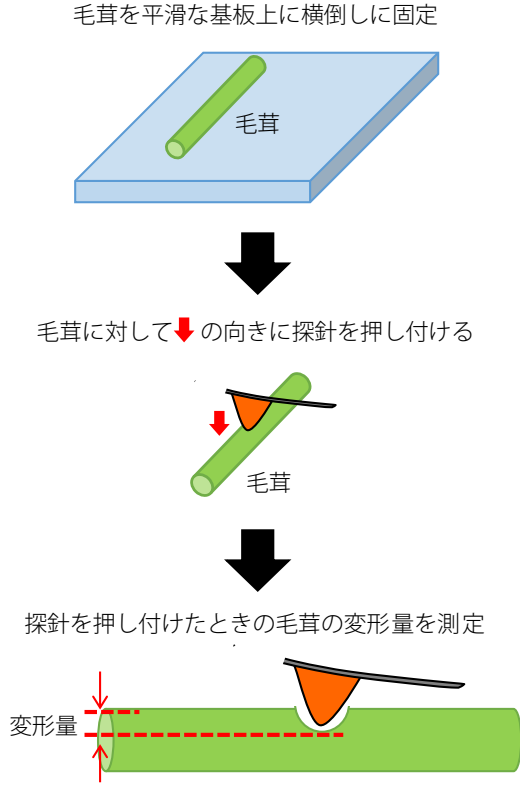 毛茸を平滑な基板上に横倒しに固定
毛茸
毛茸に対して の向きに探針を押し付ける
毛茸
探針を押し付けたときの毛茸の変形量を測定
変形量